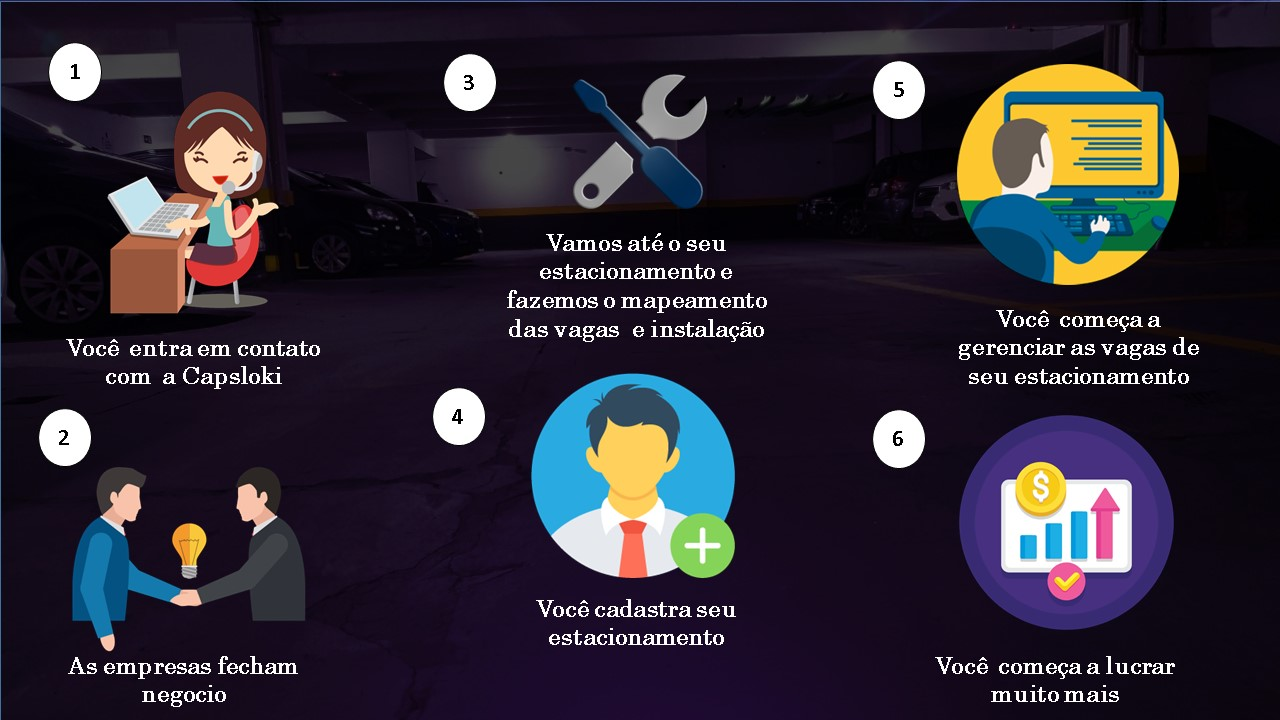 1
Você entra em contato
com a Capsloki
2
As empresas fecham
negocio
3
Vamos até o seu
estacionamento e
fazemos o mapeamento
das vagas e instalação
4
Você cadastra seu
estacionamento
5
Você começa a
gerenciar as vagas de
seu estacionamento
6
$
Você começa a lucrar
muito mais